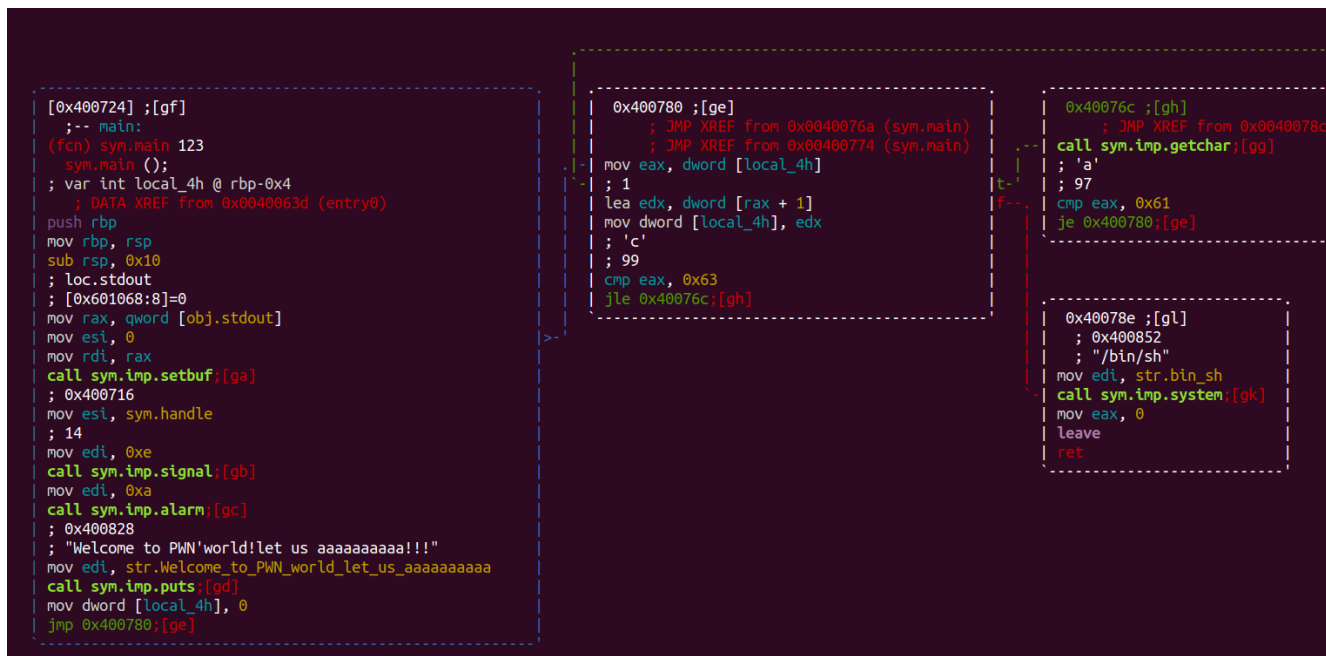 [0x400724] ;[gf]
;-- main:
(fcn) sym.main 123
sym.main ();
; var int local_4h @ rbp-0x4
; DATA XREF from 0x0040063d (entry0)
push rbp
mov rbp, rsp
sub rsp, 0x10
; loc.stdout
; [0x601068:8]=0
mov rax, qword [obj.stdout]
mov esi, 0
mov rdi, rax
call sym.imp.setbuf;[ga]
; 0x400716
mov esi, sym.handle
; 14
mov edi, 0xe
call sym.imp.signal;[gb]
mov edi, 0xa
call sym.imp.alarm;[gc]
; 0x400828
; "Welcome to PWN'world!let us aaaaaaaaaa!!!"
mov edi, str.Welcome_to_PWN_world_let_us_aaaaaaaaaa
call sym.imp.puts;[gd]
mov dword [local_4h], 0
jmp 0x400780;[ge]
0x400780 ;[ge]
; JMP XREF from 0x0040076a (sym.main)
; JMP XREF from 0x00400774 (sym.main)
mov eax, dword [local_4h]
; 1
lea edx, dword [rax + 1]
mov dword [local_4h], edx
; 'c'
; 99
cmp eax, 0x63
jle 0x40076c;[gh]
t
f
0x40076c ;[gh]
; JMP XREF from 0x0040078c
call sym.imp.getchar;[gg]
; 'a'
; 97
cmp eax, 0x61
je 0x400780;[ge]
0x40078e ;[gl]
; 0x400852
; "/bin/sh"
mov edi, str.bin_sh
call sym.imp.system;[gk]
mov eax, 0
leave
ret